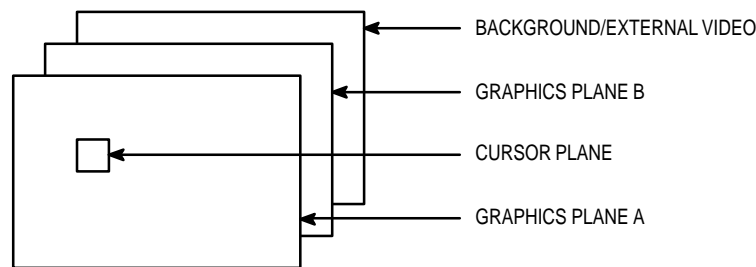 BACKGROUND/EXTERNAL VIDEO
GRAPHICS PLANE B
CURSOR PLANE
GRAPHICS PLANE A